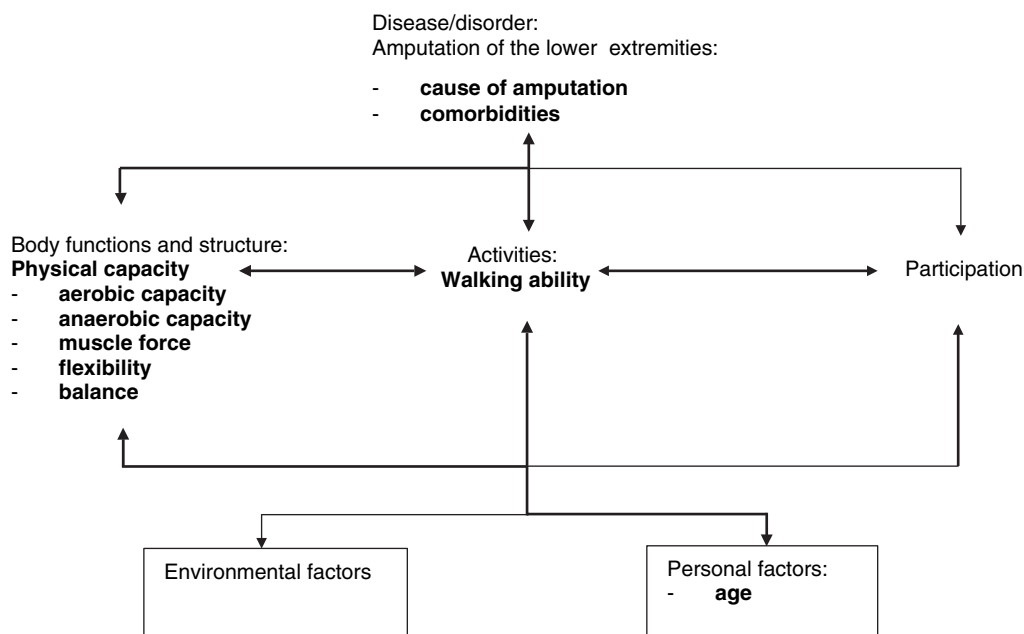 Disease/disorder:
Amputation of the lower extremities:
- cause of amputation
- comorbidities
Body functions and structure:
Physical capacity
- aerobic capacity
- anaerobic capacity
- muscle force
- flexibility
- balance
Activities:
Walking ability
Participation
Environmental factors
Personal factors:
- age